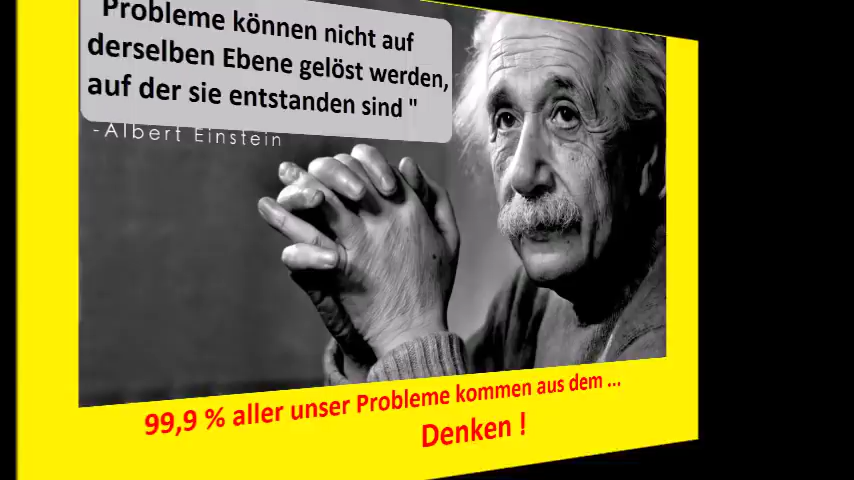 Probleme können nicht auf
derselben Ebene gelöst werden,
auf der sie entstanden sind "
-Albert Einstein
99,9 % aller unser Probleme kommen aus dem ...
Denken !